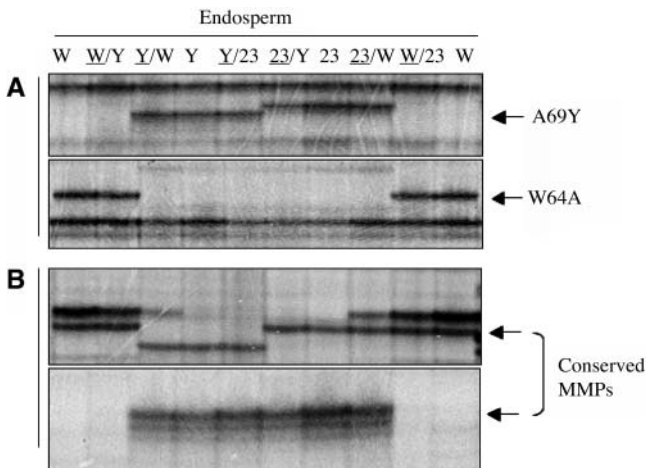 Endosperm
W W/Y Y/W Y Y/23 23/Y 23 23/W W/23 W
A
A69Y
W64A
B
Conserved
MMPs